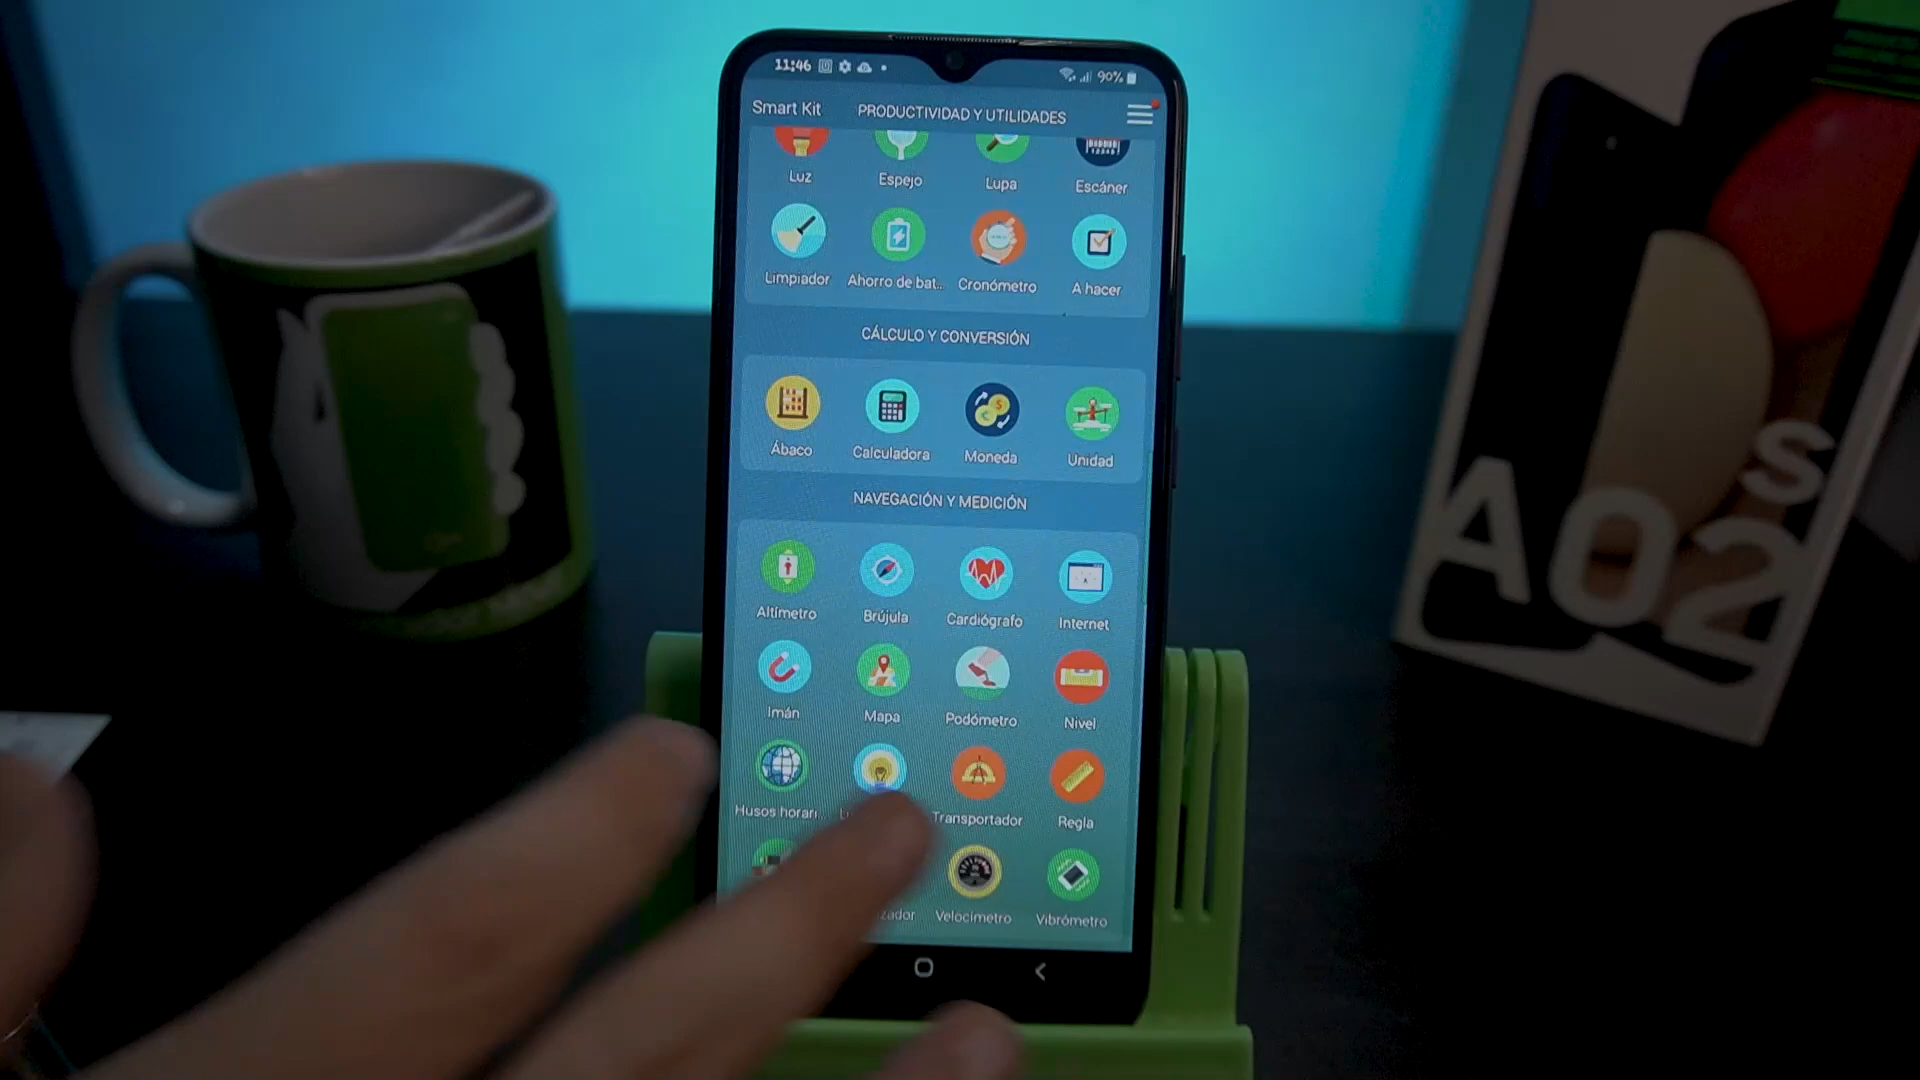 11:46
90%
Smart Kit
PRODUCTIVIDAD Y UTILIDADES
Luz
Espejo
Lupa
Escáner
Limpiador
Ahorro de bat..
Cronómetro
A hacer
CÁLCULO Y CONVERSIÓN
Ábaco
Calculadora
Moneda
Unidad
NAVEGACIÓN Y MEDICIÓN
Altímetro
Brújula
Cardiógrafo
Internet
Imán
Mapa
Podómetro
Nivel
Husos horari..
Transportador
Regla
Velocímetro
Vibrómetro
A02s